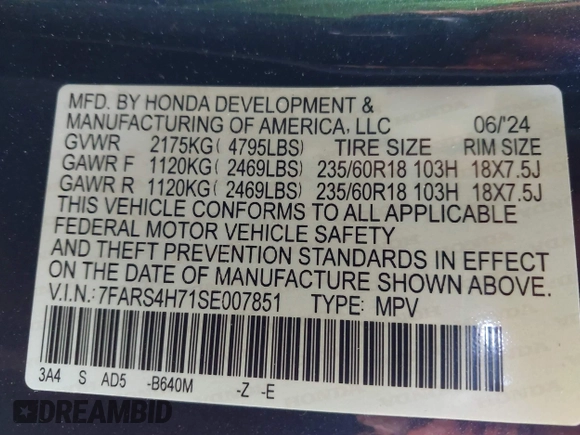 MFD. BY HONDA DEVELOPMENT &
MANUFACTURING OF AMERICA, LLC 06/'24
GVWR 2175KG( 4795LBS) TIRE SIZE RIM SIZE
GAWR F 1120KG( 2469LBS) 235/60R18 103H 18X7.5J
GAWR R 1120KG( 2469LBS) 235/60R18 103H 18X7.5J
THIS VEHICLE CONFORMS TO ALL APPLICABLE
FEDERAL MOTOR VEHICLE SAFETY
AND THEFT PREVENTION STANDARDS IN EFFECT
ON THE DATE OF MANUFACTURE SHOWN ABOVE.
V.I.N.:7FARS4H71SE007851 TYPE: MPV
3A4 S AD5 -B640M -Z -E
DREAMBID